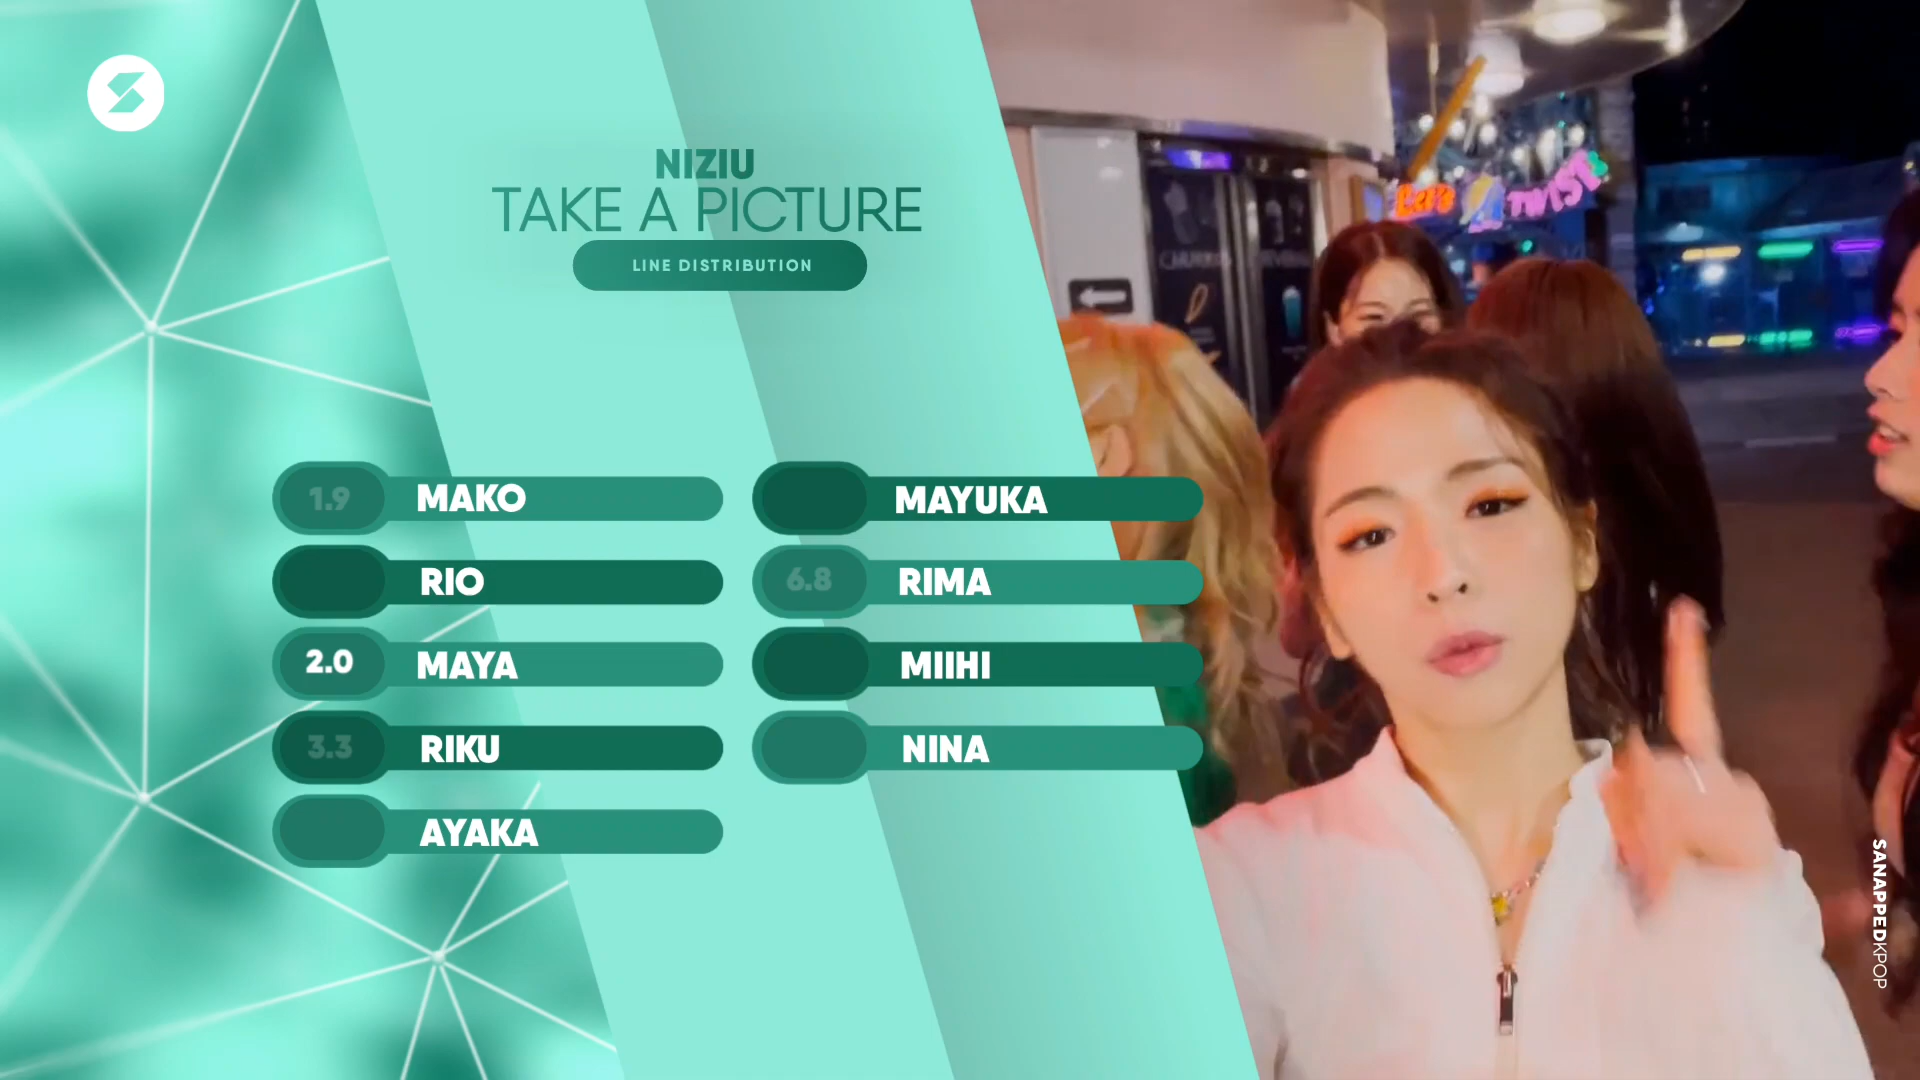 NIZIU
TAKE A PICTURE
LINE DISTRIBUTION
1.9 MAKO
RIO
2.0 MAYA
3.3 RIKU
AYAKA
MAYUKA
6.8 RIMA
MIIHI
NINA
TWIST
SANAPPEDKPOP